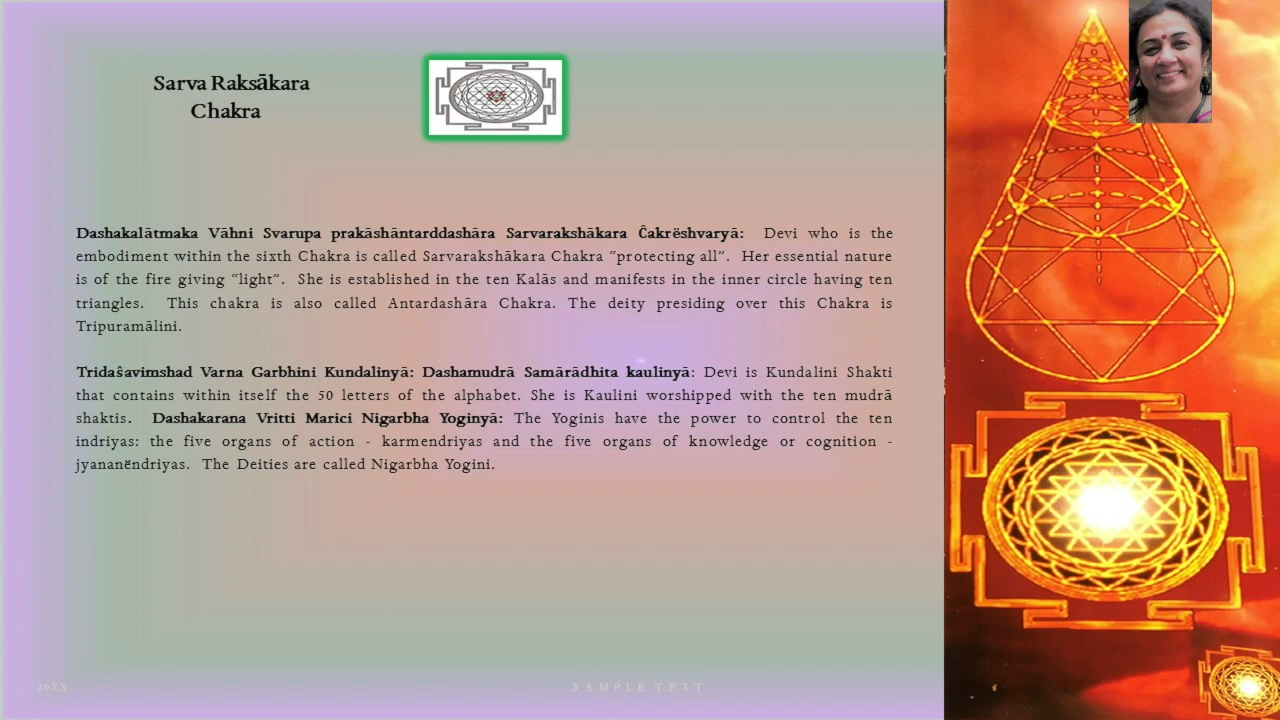 Sarva Raksākara
Chakra
Dashakalātmaka Vāhni Svarupa prakāshāntarddashāra Sarvarakshākara Ĉakrëshvaryā: Devi who is the
embodiment within the sixth Chakra is called Sarvarakshākara Chakra “protecting all”. Her essential nature
is of the fire giving “light”. She is established in the ten Kalās and manifests in the inner circle having ten
triangles. This chakra is also called Antardashāra Chakra. The deity presiding over this Chakra is
Tripuramālini.
Tridaŝavimshad Varna Garbhini Kundalinyā: Dashamudrā Samārādhita kaulinyā: Devi is Kundalini Shakti
that contains within itself the 50 letters of the alphabet. She is Kaulini worshipped with the ten mudrā
shaktis. Dashakarana Vritti Marici Nigarbha Yoginyā: The Yoginis have the power to control the ten
indriyas: the five organs of action - karmendriyas and the five organs of knowledge or cognition -
jyananëndriyas. The Deities are called Nigarbha Yogini.
20XX
SAMPLE TEXT